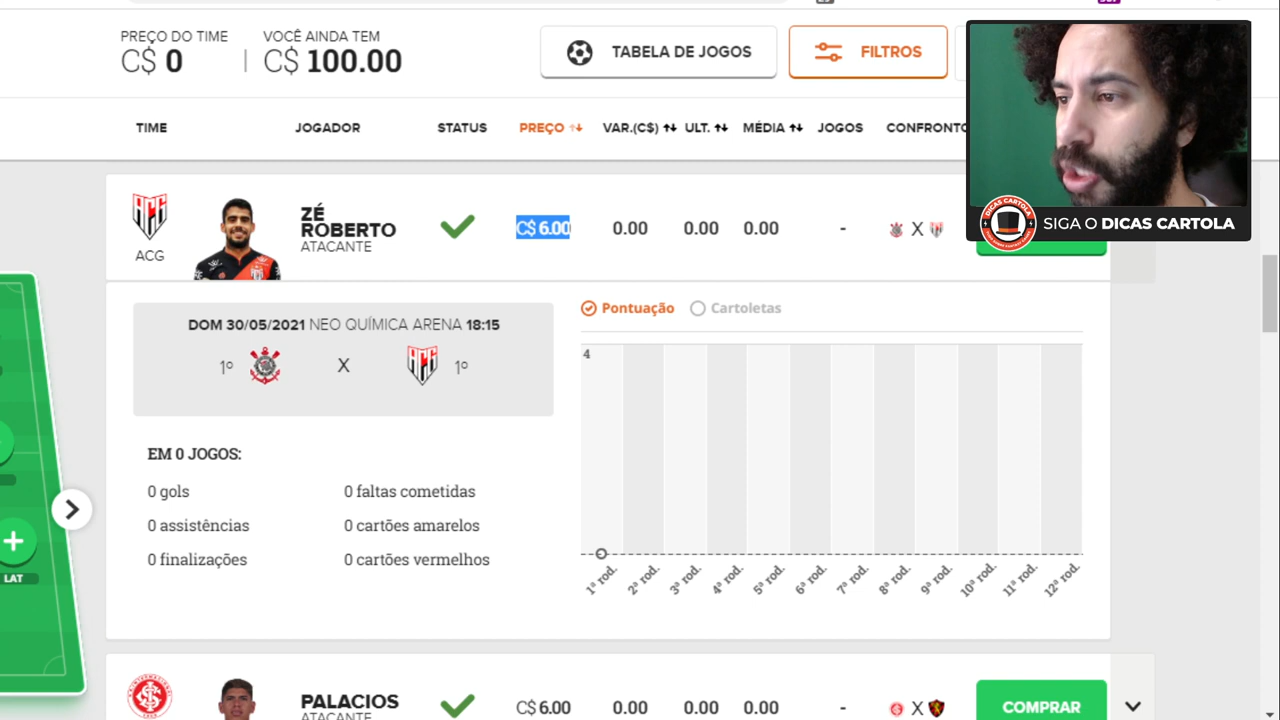 PREÇO DO TIME
C$ 0
VOCÊ AINDA TEM
C$ 100.00
TABELA DE JOGOS
FILTROS
TIME JOGADOR STATUS PREÇO VAR.(C$) ULT. MÉDIA JOGOS CONFRONTO
ACG
ZÉ
ROBERTO
ATACANTE
C$ 6.00 0.00 0.00 0.00 - X
DICAS CARTOLA
SIGA O DICAS CARTOLA
DOM 30/05/2021 NEO QUÍMICA ARENA 18:15
1º X 1º
Pontuação Cartoletas
4
EM 0 JOGOS:
0 gols 0 faltas cometidas
0 assistências 0 cartões amarelos
0 finalizações 0 cartões vermelhos
1ª rod. 2ª rod. 3ª rod. 4ª rod. 5ª rod. 6ª rod. 7ª rod. 8ª rod. 9ª rod. 10ª rod. 11ª rod. 12ª rod.
LAT
PALACIOS
ATACANTE
C$ 6.00 0.00 0.00 0.00 - X
COMPRAR